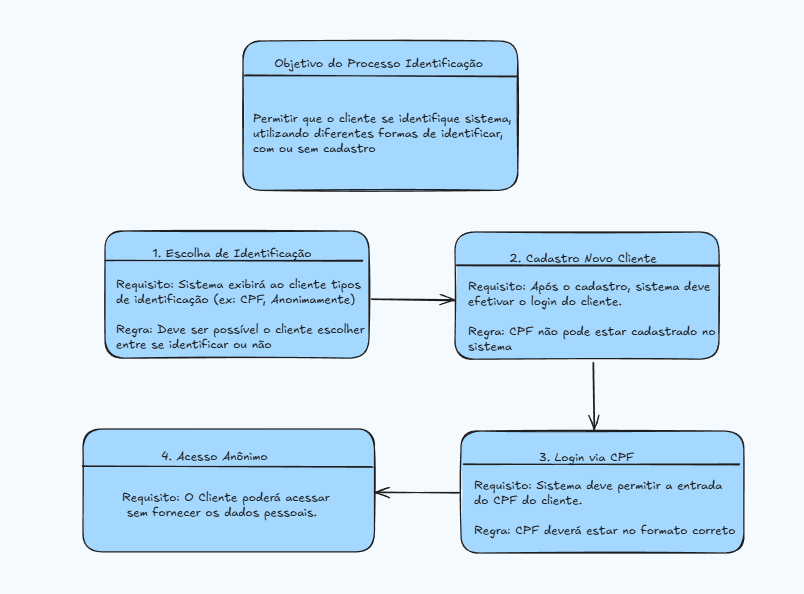 Objetivo do Processo Identificação
Permitir que o cliente se identifique sistema,
utilizando diferentes formas de identificar,
com ou sem cadastro
1. Escolha de Identificação
Requisito: Sistema exibirá ao cliente tipos
de identificação (ex: CPF, Anonimamente)
Regra: Deve ser possível o cliente escolher
entre se identificar ou não
2. Cadastro Novo Cliente
Requisito: Após o cadastro, sistema deve
efetivar o login do cliente.
Regra: CPF não pode estar cadastrado no
sistema
3. Login via CPF
Requisito: Sistema deve permitir a entrada
do CPF do cliente.
Regra: CPF deverá estar no formato correto
4. Acesso Anônimo
Requisito: O Cliente poderá acessar
sem fornecer os dados pessoais.